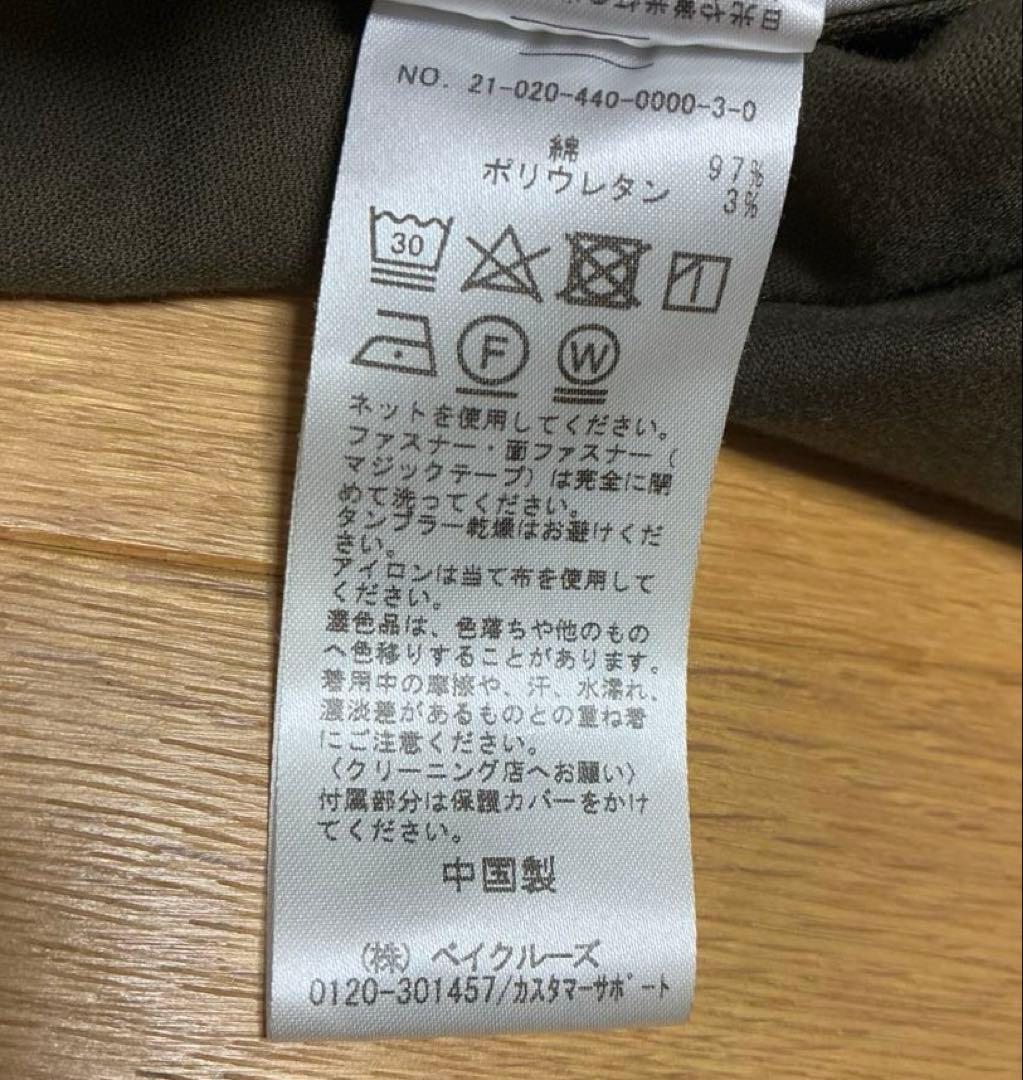 日光や蛍光灯の
NO. 21-020-440-0000-3-0
綿 97%
ポリウレタン 3%
30
F W
ネットを使用してください。
ファスナー・面ファスナー（
マジックテープ）は完全に閉
めて洗ってください。
タンブラー乾燥はお避けくだ
さい。
アイロンは当て布を使用して
ください。
濃色品は、色落ちや他のもの
へ色移りすることがあります。
着用中の摩擦や、汗、水濡れ、
濃淡差があるものとの重ね着
にご注意ください。
〈クリーニング店へお願い〉
付属部分は保護カバーをかけ
てください。
中国製
（株）ベイクルーズ
0120-301457/カスタマーサポート